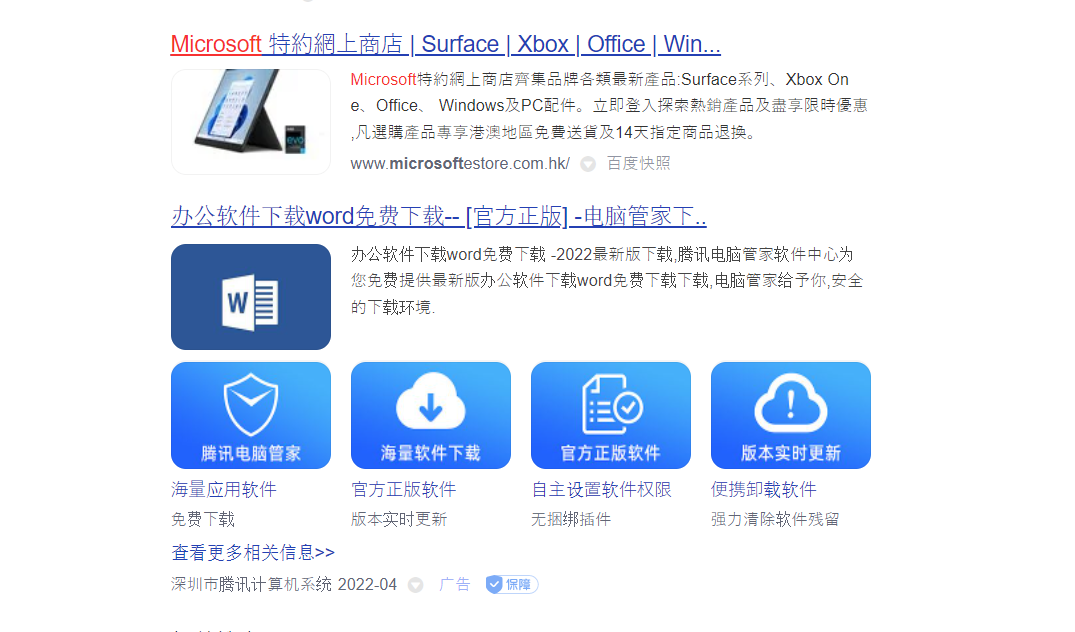 Microsoft 特約網上商店 | Surface | Xbox | Office | Win...
Microsoft特約網上商店齊集品牌各類最新產品:Surface系列、Xbox On
e、Office、 Windows及PC配件。立即登入探索熱銷產品及盡享限時優惠
,凡選購產品專享港澳地區免費送貨及14天指定商品退換。
evo
www.microsoftestore.com.hk/ 百度快照
办公软件下载word免费下载-- [官方正版] -电脑管家下..
办公软件下载word免费下载 -2022最新版下载,腾讯电脑管家软件中心为
您免费提供最新版办公软件下载word免费下载下载,电脑管家给予你,安全
的下载环境.
W
腾讯电脑管家 海量软件下载 官方正版软件 版本实时更新
海量应用软件 官方正版软件 自主设置软件权限 便携卸载软件
免费下载 版本实时更新 无捆绑插件 强力清除软件残留
查看更多相关信息>>
深圳市腾讯计算机系统 2022-04 广告 保障